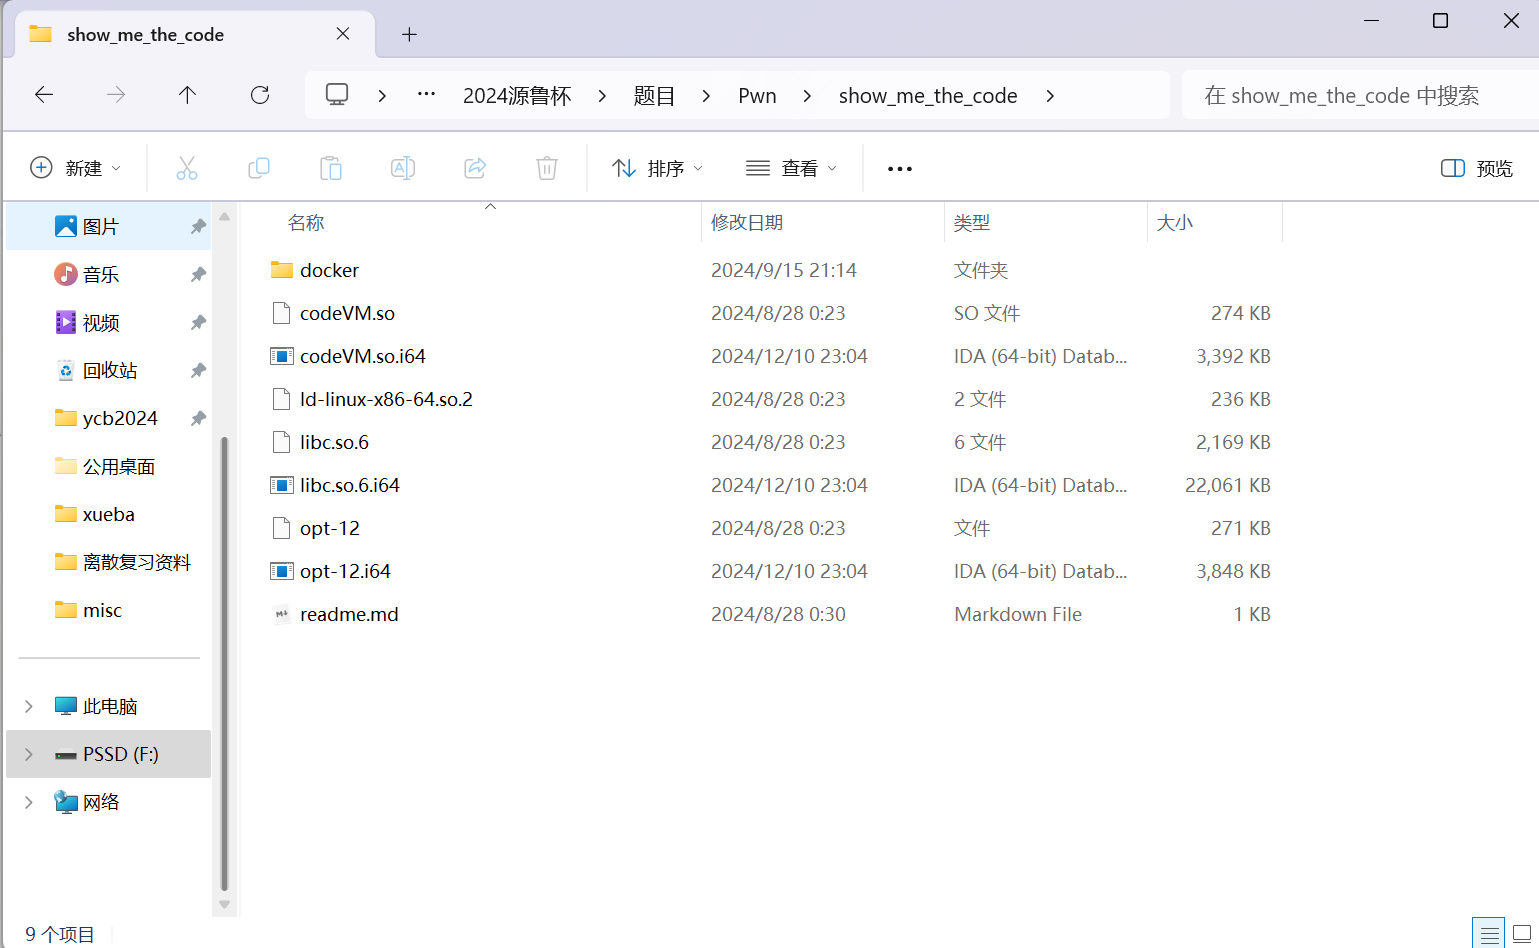 show_me_the_code
2024源鲁杯 题目 Pwn show_me_the_code 在 show_me_the_code 中搜索
新建 排序 查看 预览
图片
音乐
视频
回收站
ycb2024
公用桌面
xueba
离散复习资料
misc
此电脑
PSSD (F:)
网络
名称 修改日期 类型 大小
docker 2024/9/15 21:14 文件夹
codeVM.so 2024/8/28 0:23 SO 文件 274 KB
codeVM.so.i64 2024/12/10 23:04 IDA (64-bit) Datab... 3,392 KB
ld-linux-x86-64.so.2 2024/8/28 0:23 2 文件 236 KB
libc.so.6 2024/8/28 0:23 6 文件 2,169 KB
libc.so.6.i64 2024/12/10 23:04 IDA (64-bit) Datab... 22,061 KB
opt-12 2024/8/28 0:23 文件 271 KB
opt-12.i64 2024/12/10 23:04 IDA (64-bit) Datab... 3,848 KB
readme.md 2024/8/28 0:30 Markdown File 1 KB
9 个项目